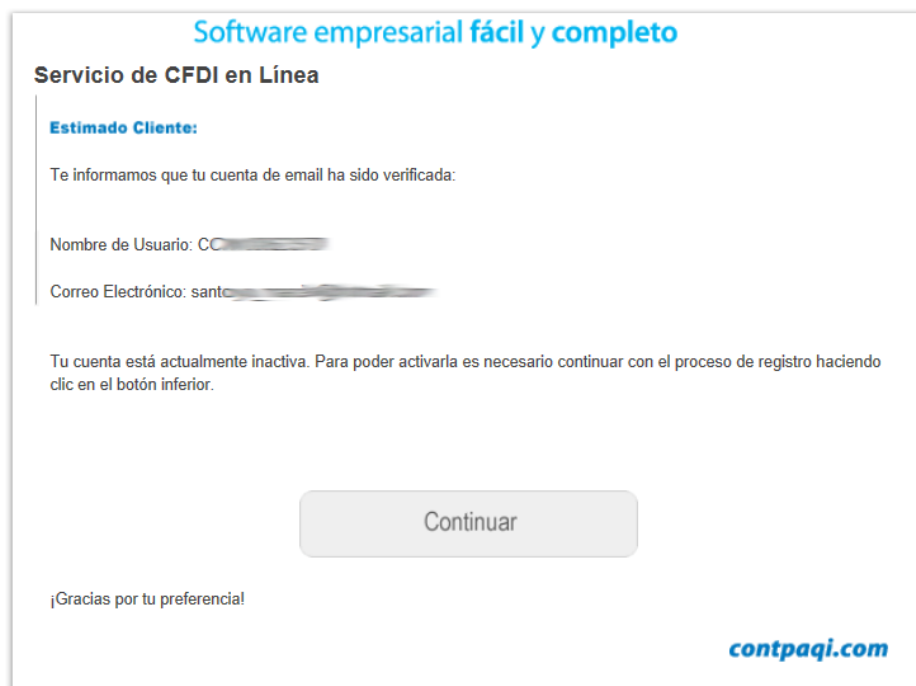 Software empresarial fácil y completo
Servicio de CFDI en Línea
Estimado Cliente:
Te informamos que tu cuenta de email ha sido verificada:
Nombre de Usuario:
Correo Electrónico:
Tu cuenta está actualmente inactiva. Para poder activarla es necesario continuar con el proceso de registro haciendo
clic en el botón inferior.
Continuar
¡Gracias por tu preferencia!
contpaqi.com